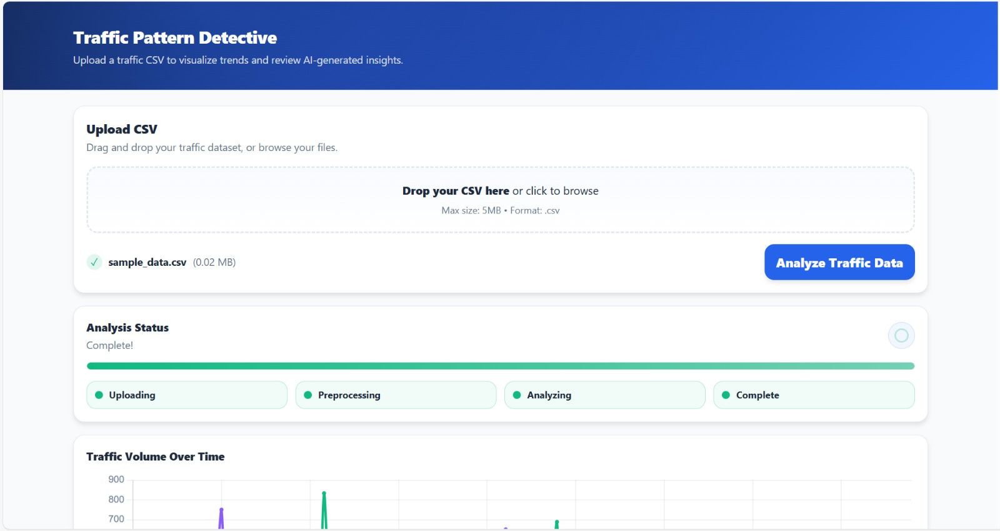 Traffic Pattern Detective
Upload a traffic CSV to visualize trends and review AI-generated insights.
Upload CSV
Drag and drop your traffic dataset, or browse your files.
Drop your CSV here or click to browse
Max size: 5MB • Format: .csv
✓ sample_data.csv (0.02 MB)
Analyze Traffic Data
Analysis Status
Complete!
Uploading
Preprocessing
Analyzing
Complete
Traffic Volume Over Time
900
800
700